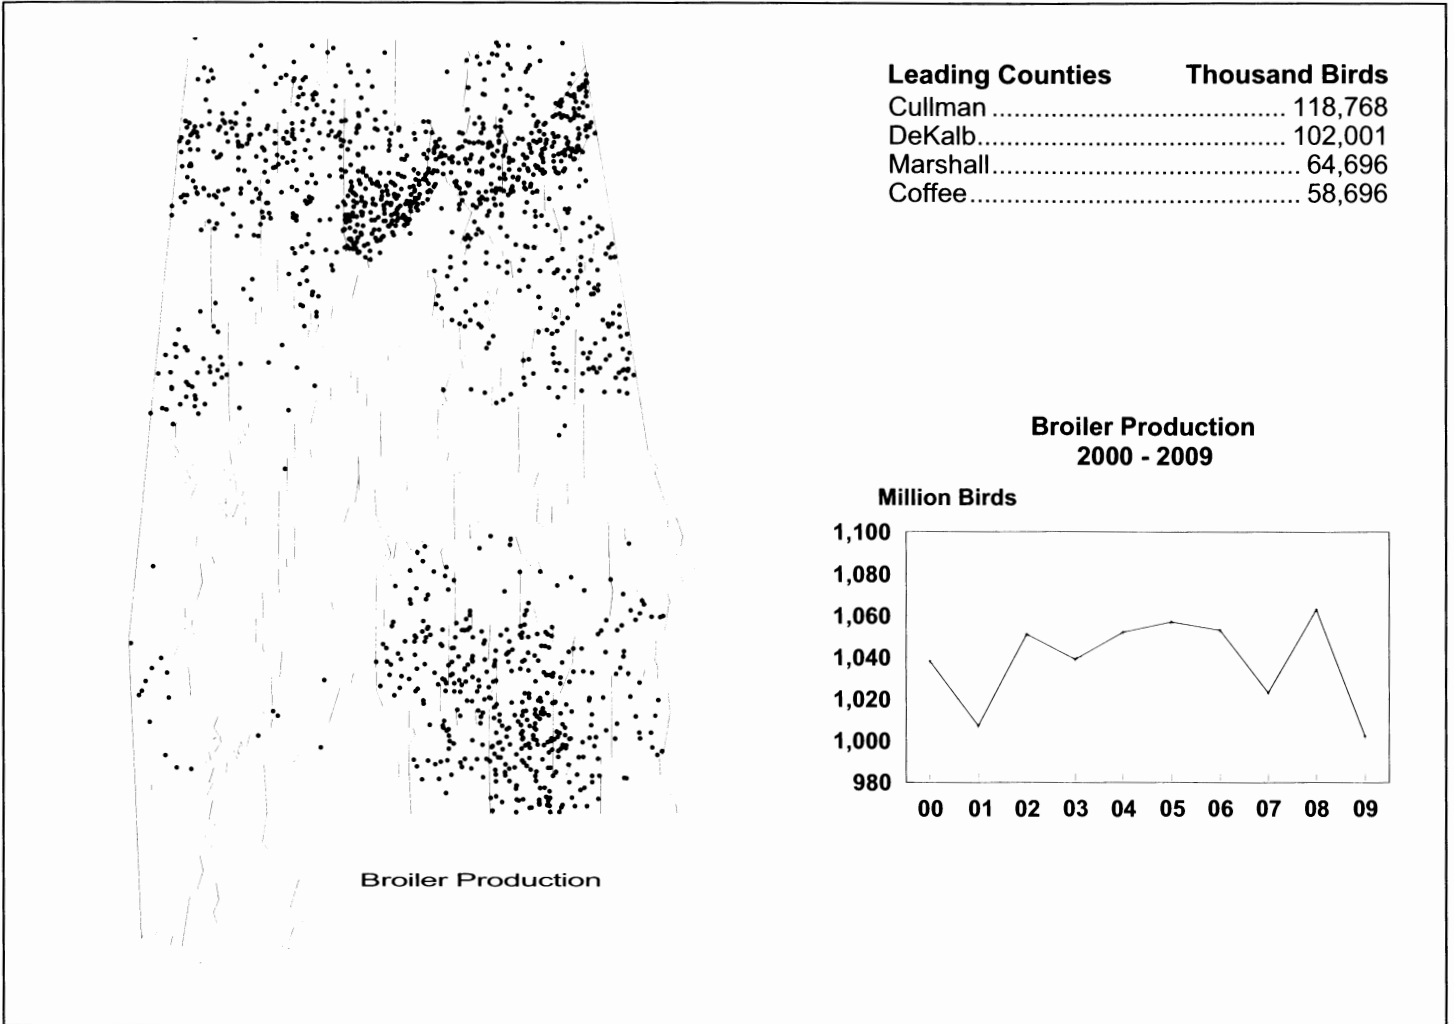 Leading Counties Thousand Birds
Cullman ....................................... 118,768
DeKalb......................................... 102,001
Marshall......................................... 64,696
Coffee............................................ 58,696
Broiler Production
2000 - 2009
Million Birds
1,100
1,080
1,060
1,040
1,020
1,000
980
00 01 02 03 04 05 06 07 08 09
Broiler Production